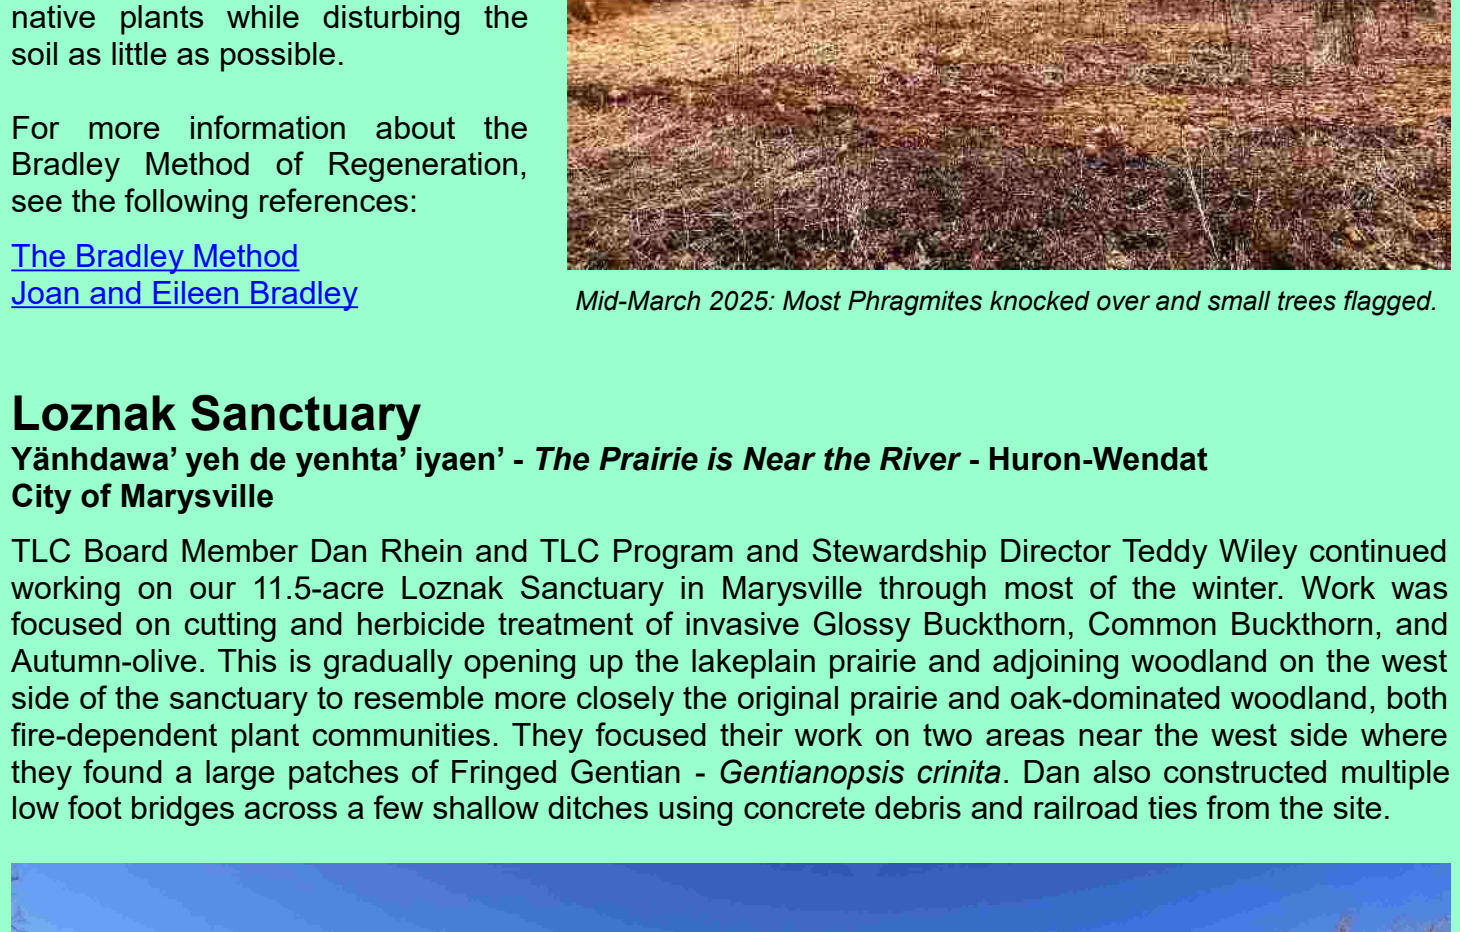 native plants while disturbing the
soil as little as possible.
For more information about the
Bradley Method of Regeneration,
see the following references:
The Bradley Method
Joan and Eileen Bradley
Mid-March 2025: Most Phragmites knocked over and small trees flagged.
Loznak Sanctuary
Yänhdawa’ yeh de yenhta’ iyaen’ - The Prairie is Near the River - Huron-Wendat
City of Marysville
TLC Board Member Dan Rhein and TLC Program and Stewardship Director Teddy Wiley continued
working on our 11.5-acre Loznak Sanctuary in Marysville through most of the winter. Work was
focused on cutting and herbicide treatment of invasive Glossy Buckthorn, Common Buckthorn, and
Autumn-olive. This is gradually opening up the lakeplain prairie and adjoining woodland on the west
side of the sanctuary to resemble more closely the original prairie and oak-dominated woodland, both
fire-dependent plant communities. They focused their work on two areas near the west side where
they found a large patches of Fringed Gentian - Gentianopsis crinita. Dan also constructed multiple
low foot bridges across a few shallow ditches using concrete debris and railroad ties from the site.